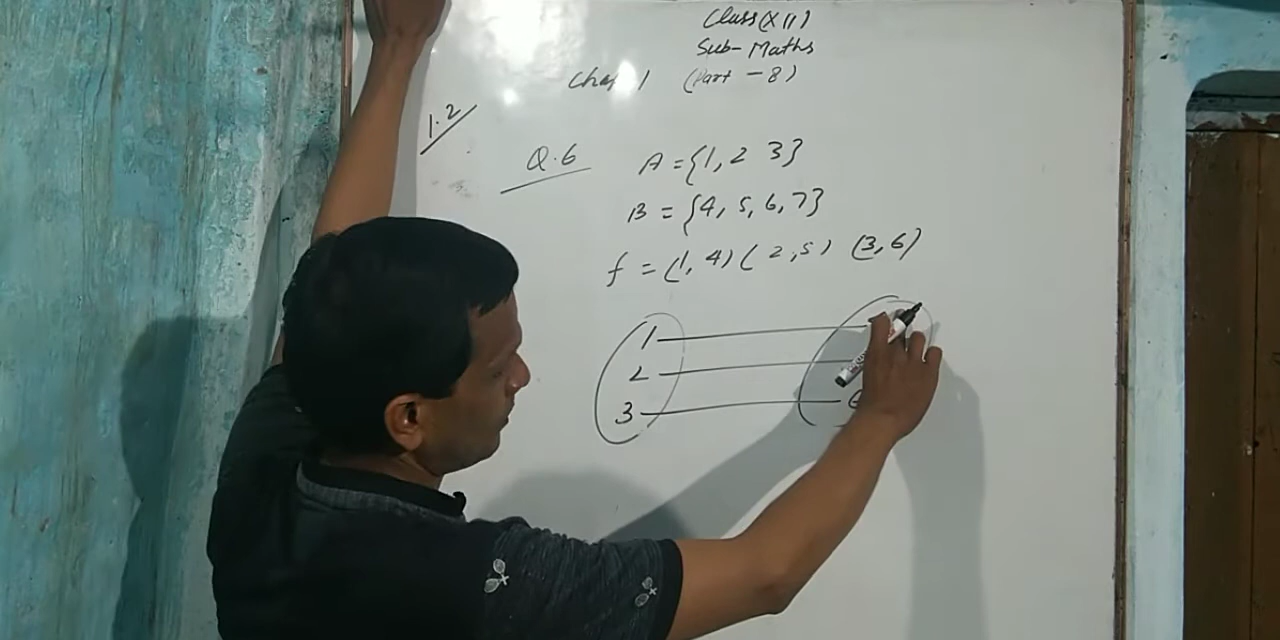 Class(XII)
Sub- Maths
Chap 1 (Part - 8)
1.2
Q.6 A = {1, 2 3}
B = {4, 5, 6, 7}
f = (1, 4) ( 2, 5) (3, 6)
1
2
3 6